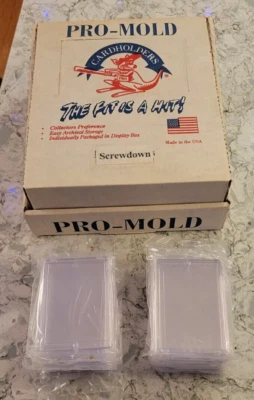 PRO-MOLD
CARDHOLDERS
THE FIT IS A HIT!
Collectors Preference
Easy Archival Storage
Individually Packaged in Display Box
Made in the USA
Screwdown
PRO-MOLD